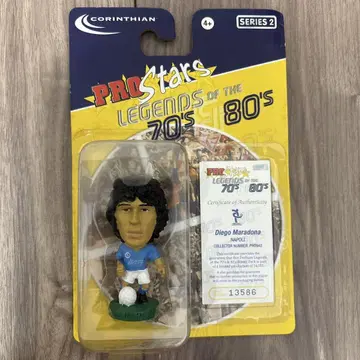 CORINTHIAN
4+
SERIES 2
PRO Stars
LEGENDS OF THE
70's 80's
PRO Stars
LEGENDS OF THE
70's 80's
Certificate of Authenticity
Diego Maradona
NAPOLI
13586